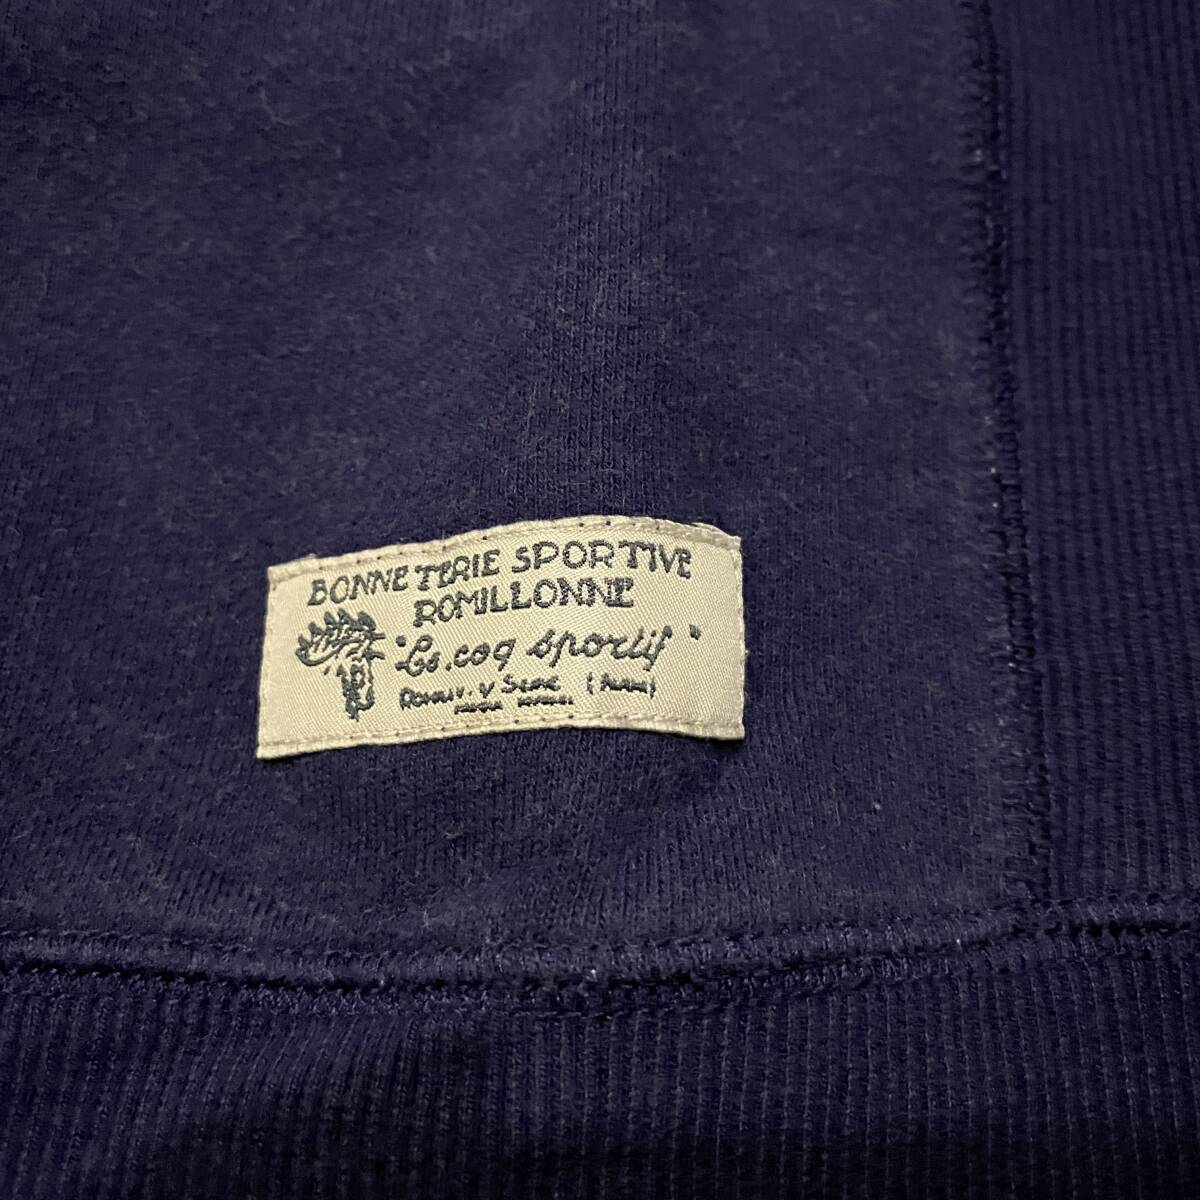 BONNETERIE SPORTIVE
ROMILLONNE
"Le coq sportif"